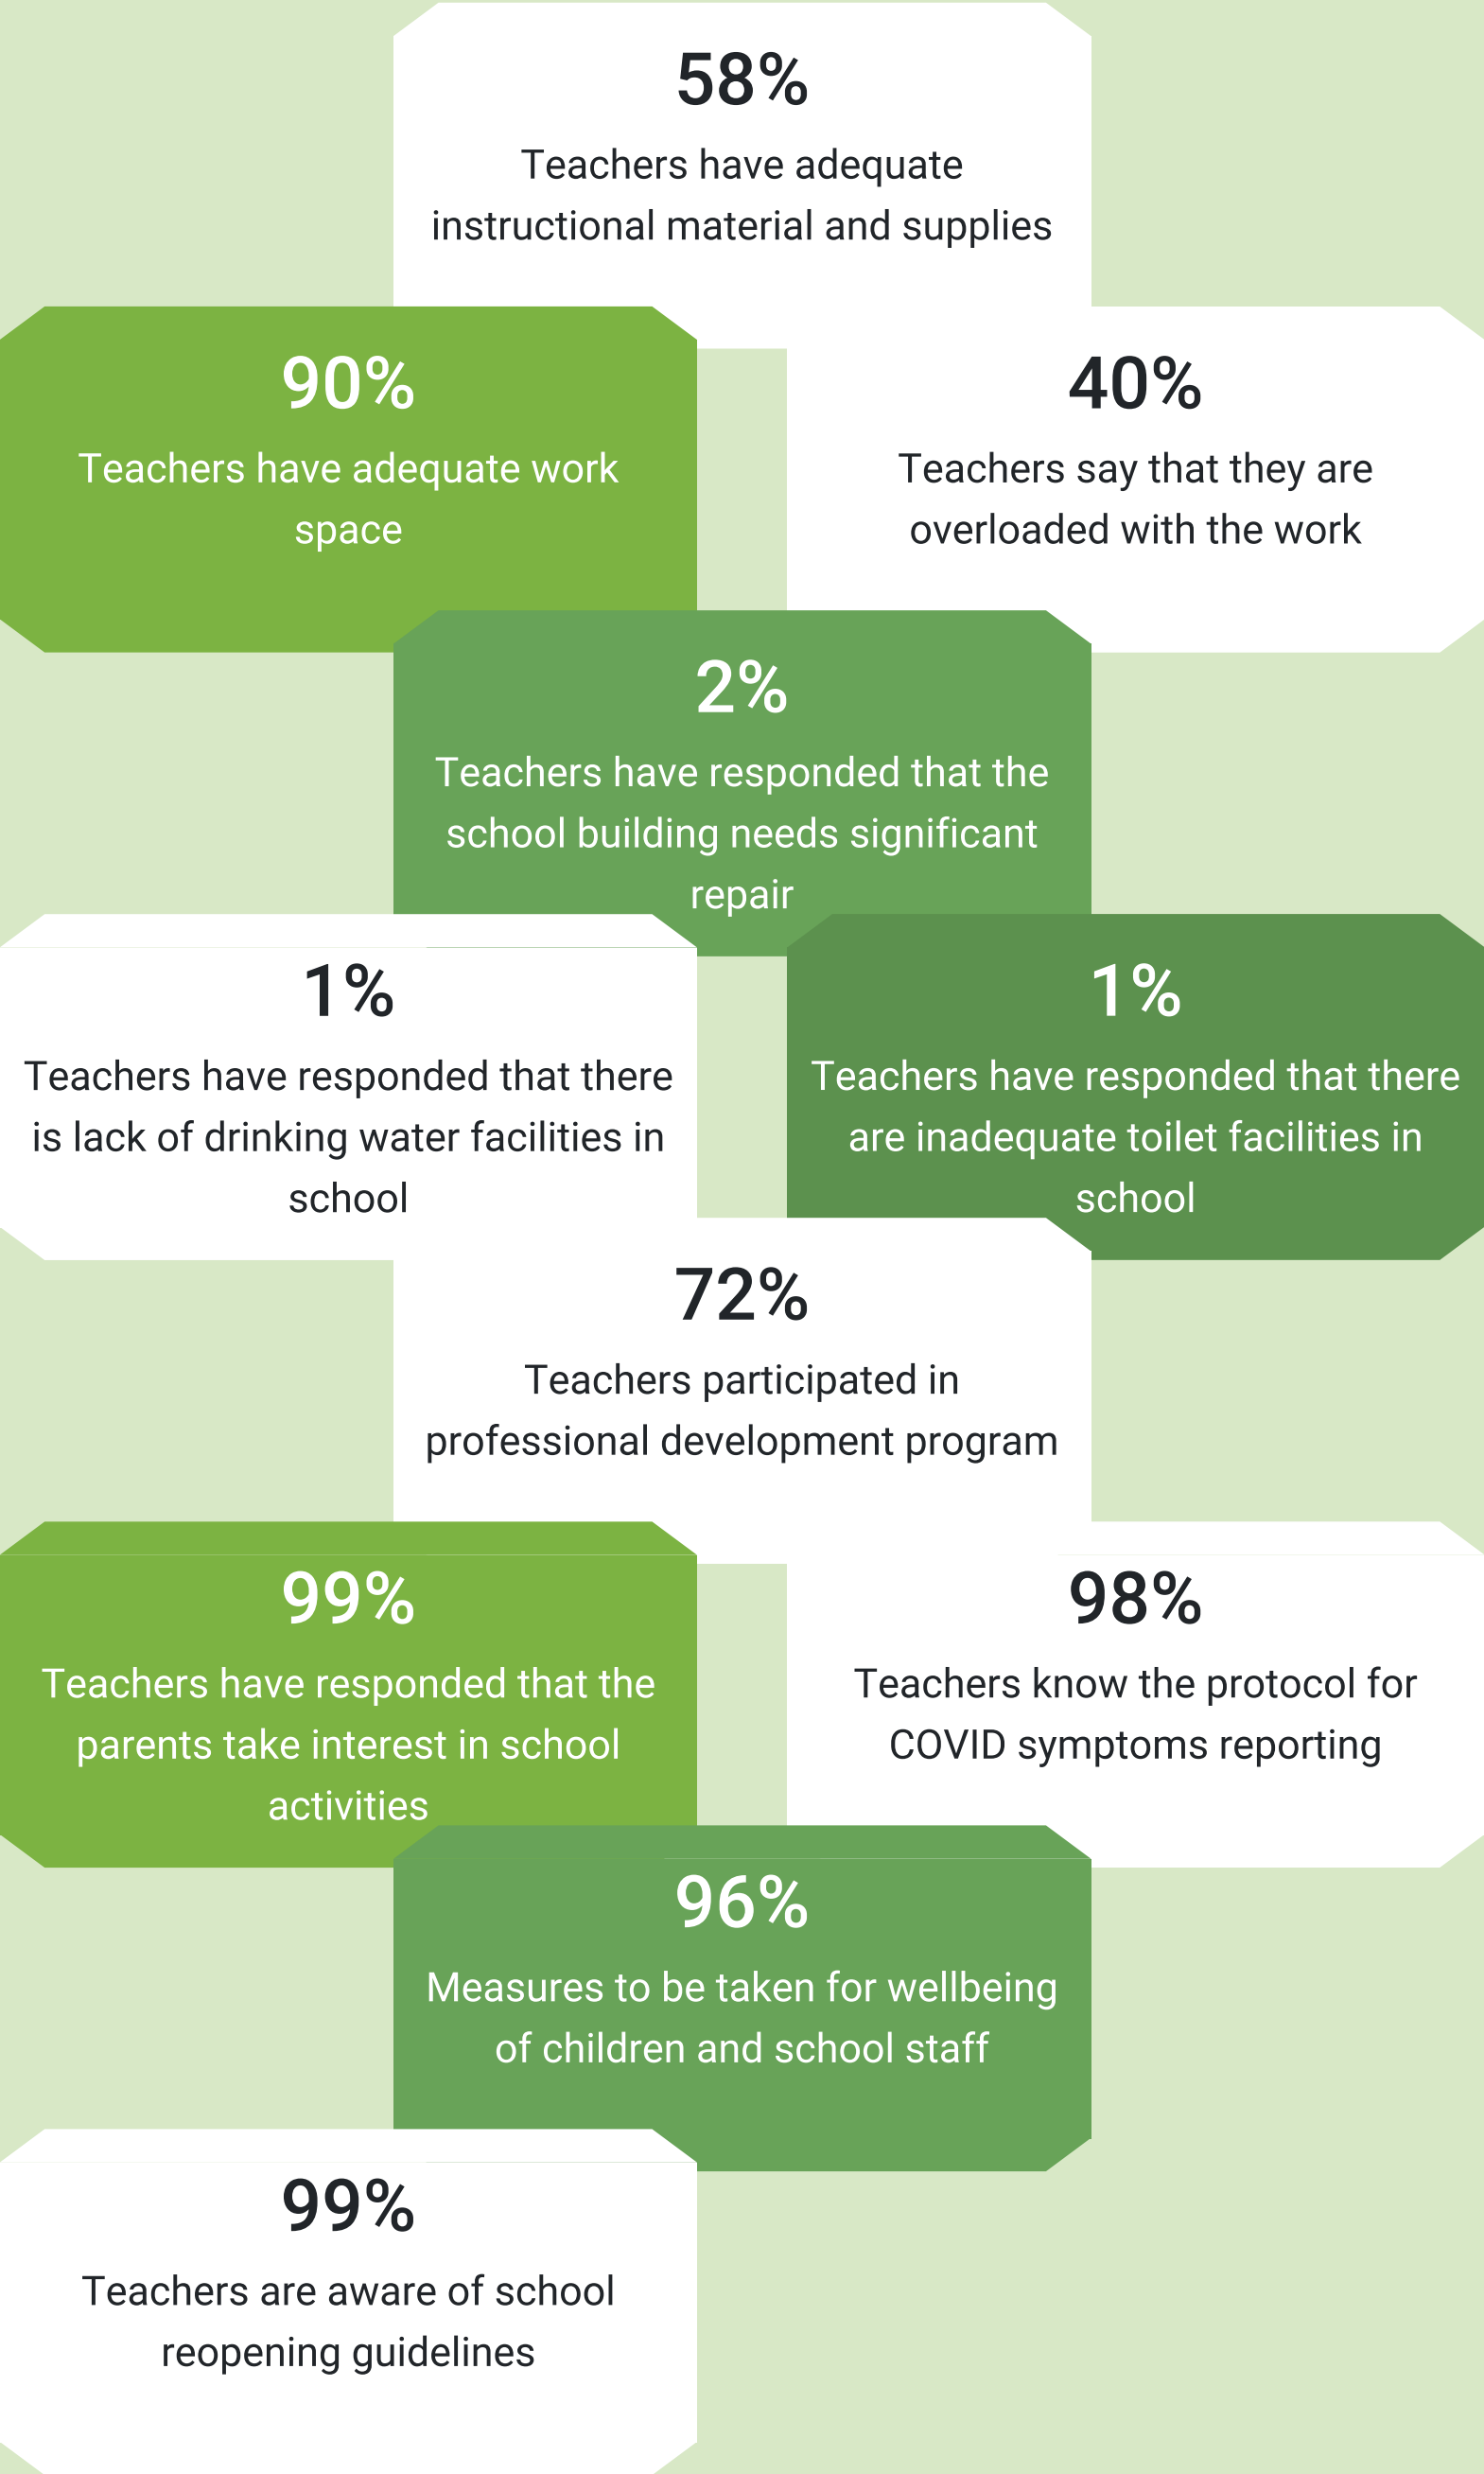 58%
Teachers have adequate
instructional material and supplies
90%
Teachers have adequate work
space
40%
Teachers say that they are
overloaded with the work
2%
Teachers have responded that the
school building needs significant
repair
1%
Teachers have responded that there
is lack of drinking water facilities in
school
1%
Teachers have responded that there
are inadequate toilet facilities in
school
72%
Teachers participated in
professional development program
99%
Teachers have responded that the
parents take interest in school
activities
98%
Teachers know the protocol for
COVID symptoms reporting
96%
Measures to be taken for wellbeing
of children and school staff
99%
Teachers are aware of school
reopening guidelines